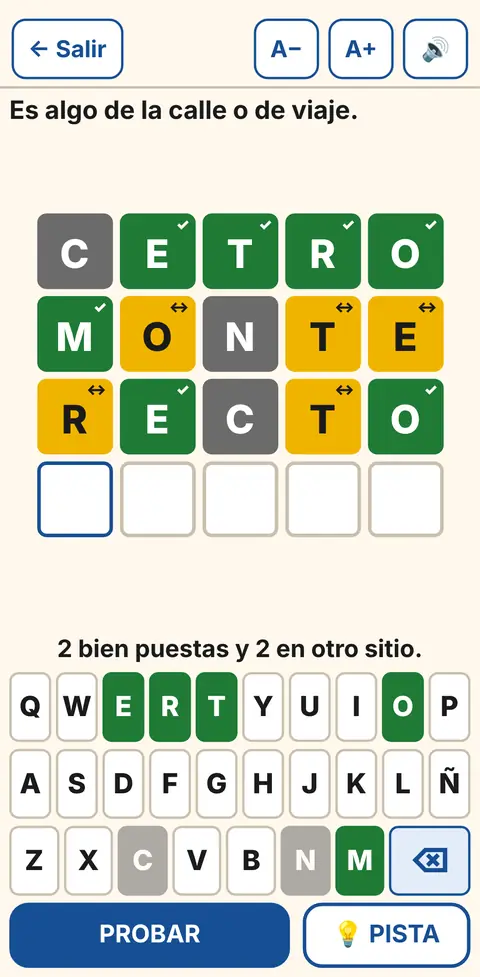 ← Salir A− A+
Es algo de la calle o de viaje.
C E T R O
M O N T E
R E C T O
2 bien puestas y 2 en otro sitio.
Q W E R T Y U I O P
A S D F G H J K L Ñ
Z X C V B N M
PROBAR PISTA